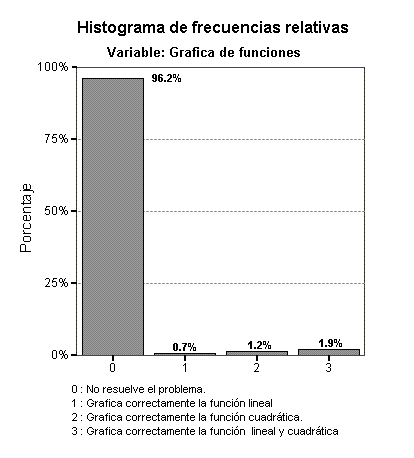 Histograma de frecuencias relativas
Variable: Grafica de funciones
100%
96.2%
75%
Porcentaje
50%
25%
0.7%
1.2%
1.9%
0%
0
1
2
3
0 : No resuelve el problema.
1 : Grafica correctamente la función lineal
2 : Grafica correctamente la función cuadrática.
3 : Grafica correctamente la función lineal y cuadrática